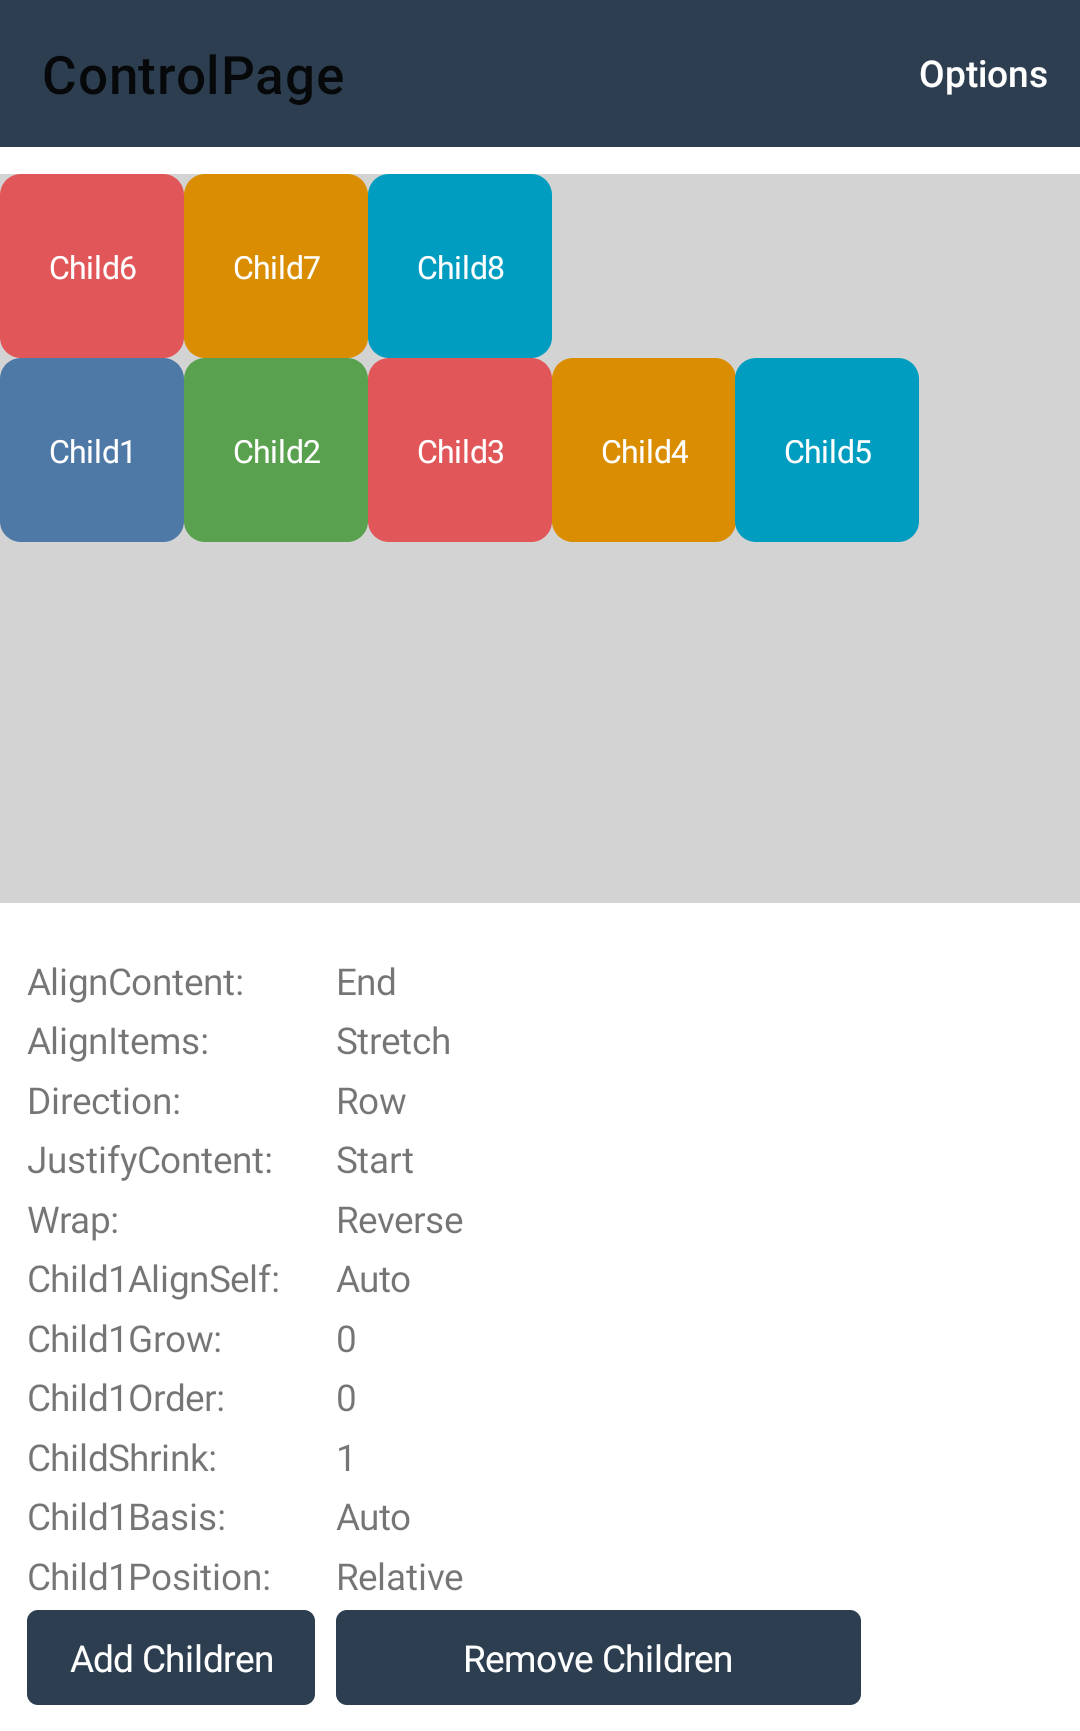 ControlPage Options
Child6 Child7 Child8
Child1 Child2 Child3 Child4 Child5
AlignContent: End
AlignItems: Stretch
Direction: Row
JustifyContent: Start
Wrap: Reverse
Child1AlignSelf: Auto
Child1Grow: 0
Child1Order: 0
ChildShrink: 1
Child1Basis: Auto
Child1Position: Relative
Add Children Remove Children